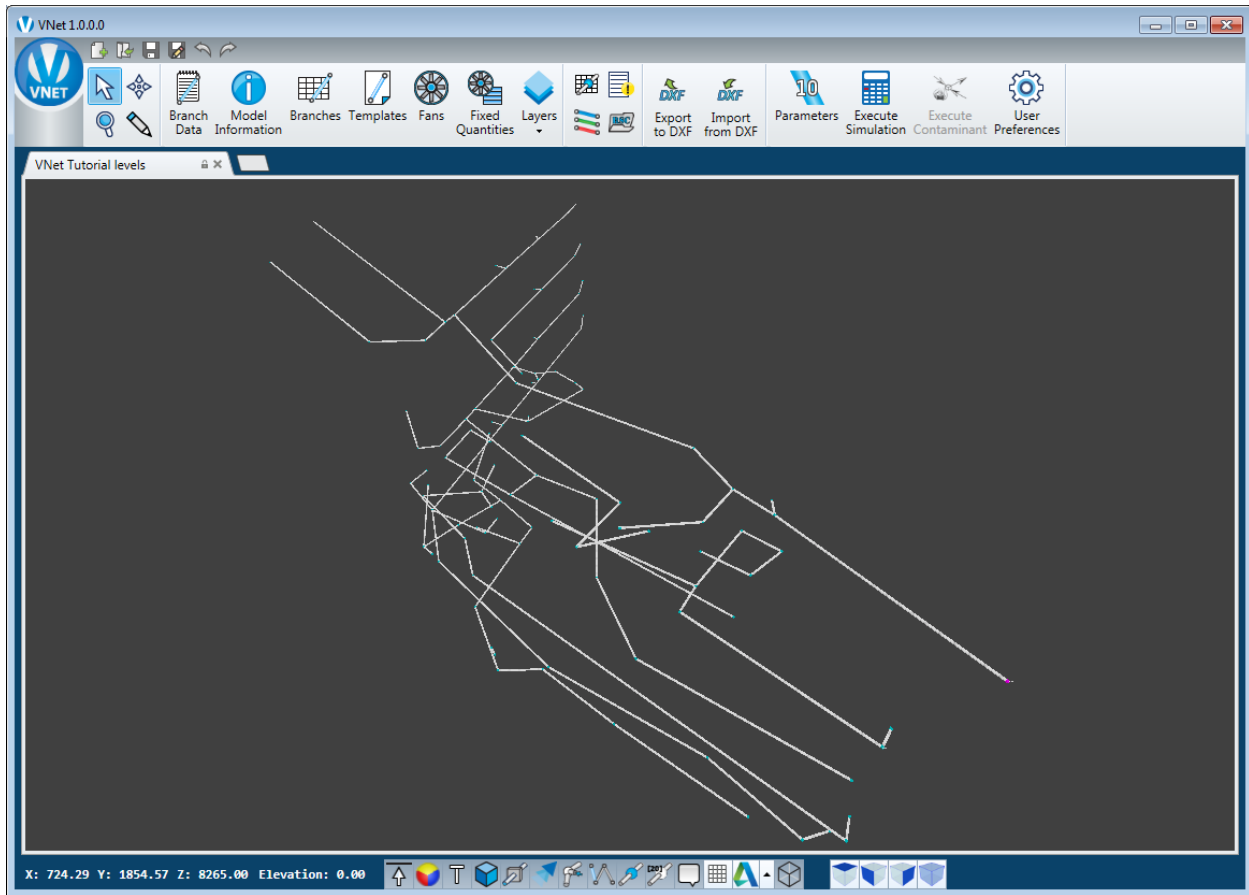 VNet 1.0.0.0
VNET
Branch Data
Model Information
Branches
Templates
Fans
Fixed Quantities
Layers
Export to DXF
Import from DXF
Parameters
Execute Simulation
Execute Contaminant
User Preferences
DXF
DXF
10
VNet Tutorial levels
X: 724.29 Y: 1854.57 Z: 8265.00 Elevation: 0.00
T
[20]